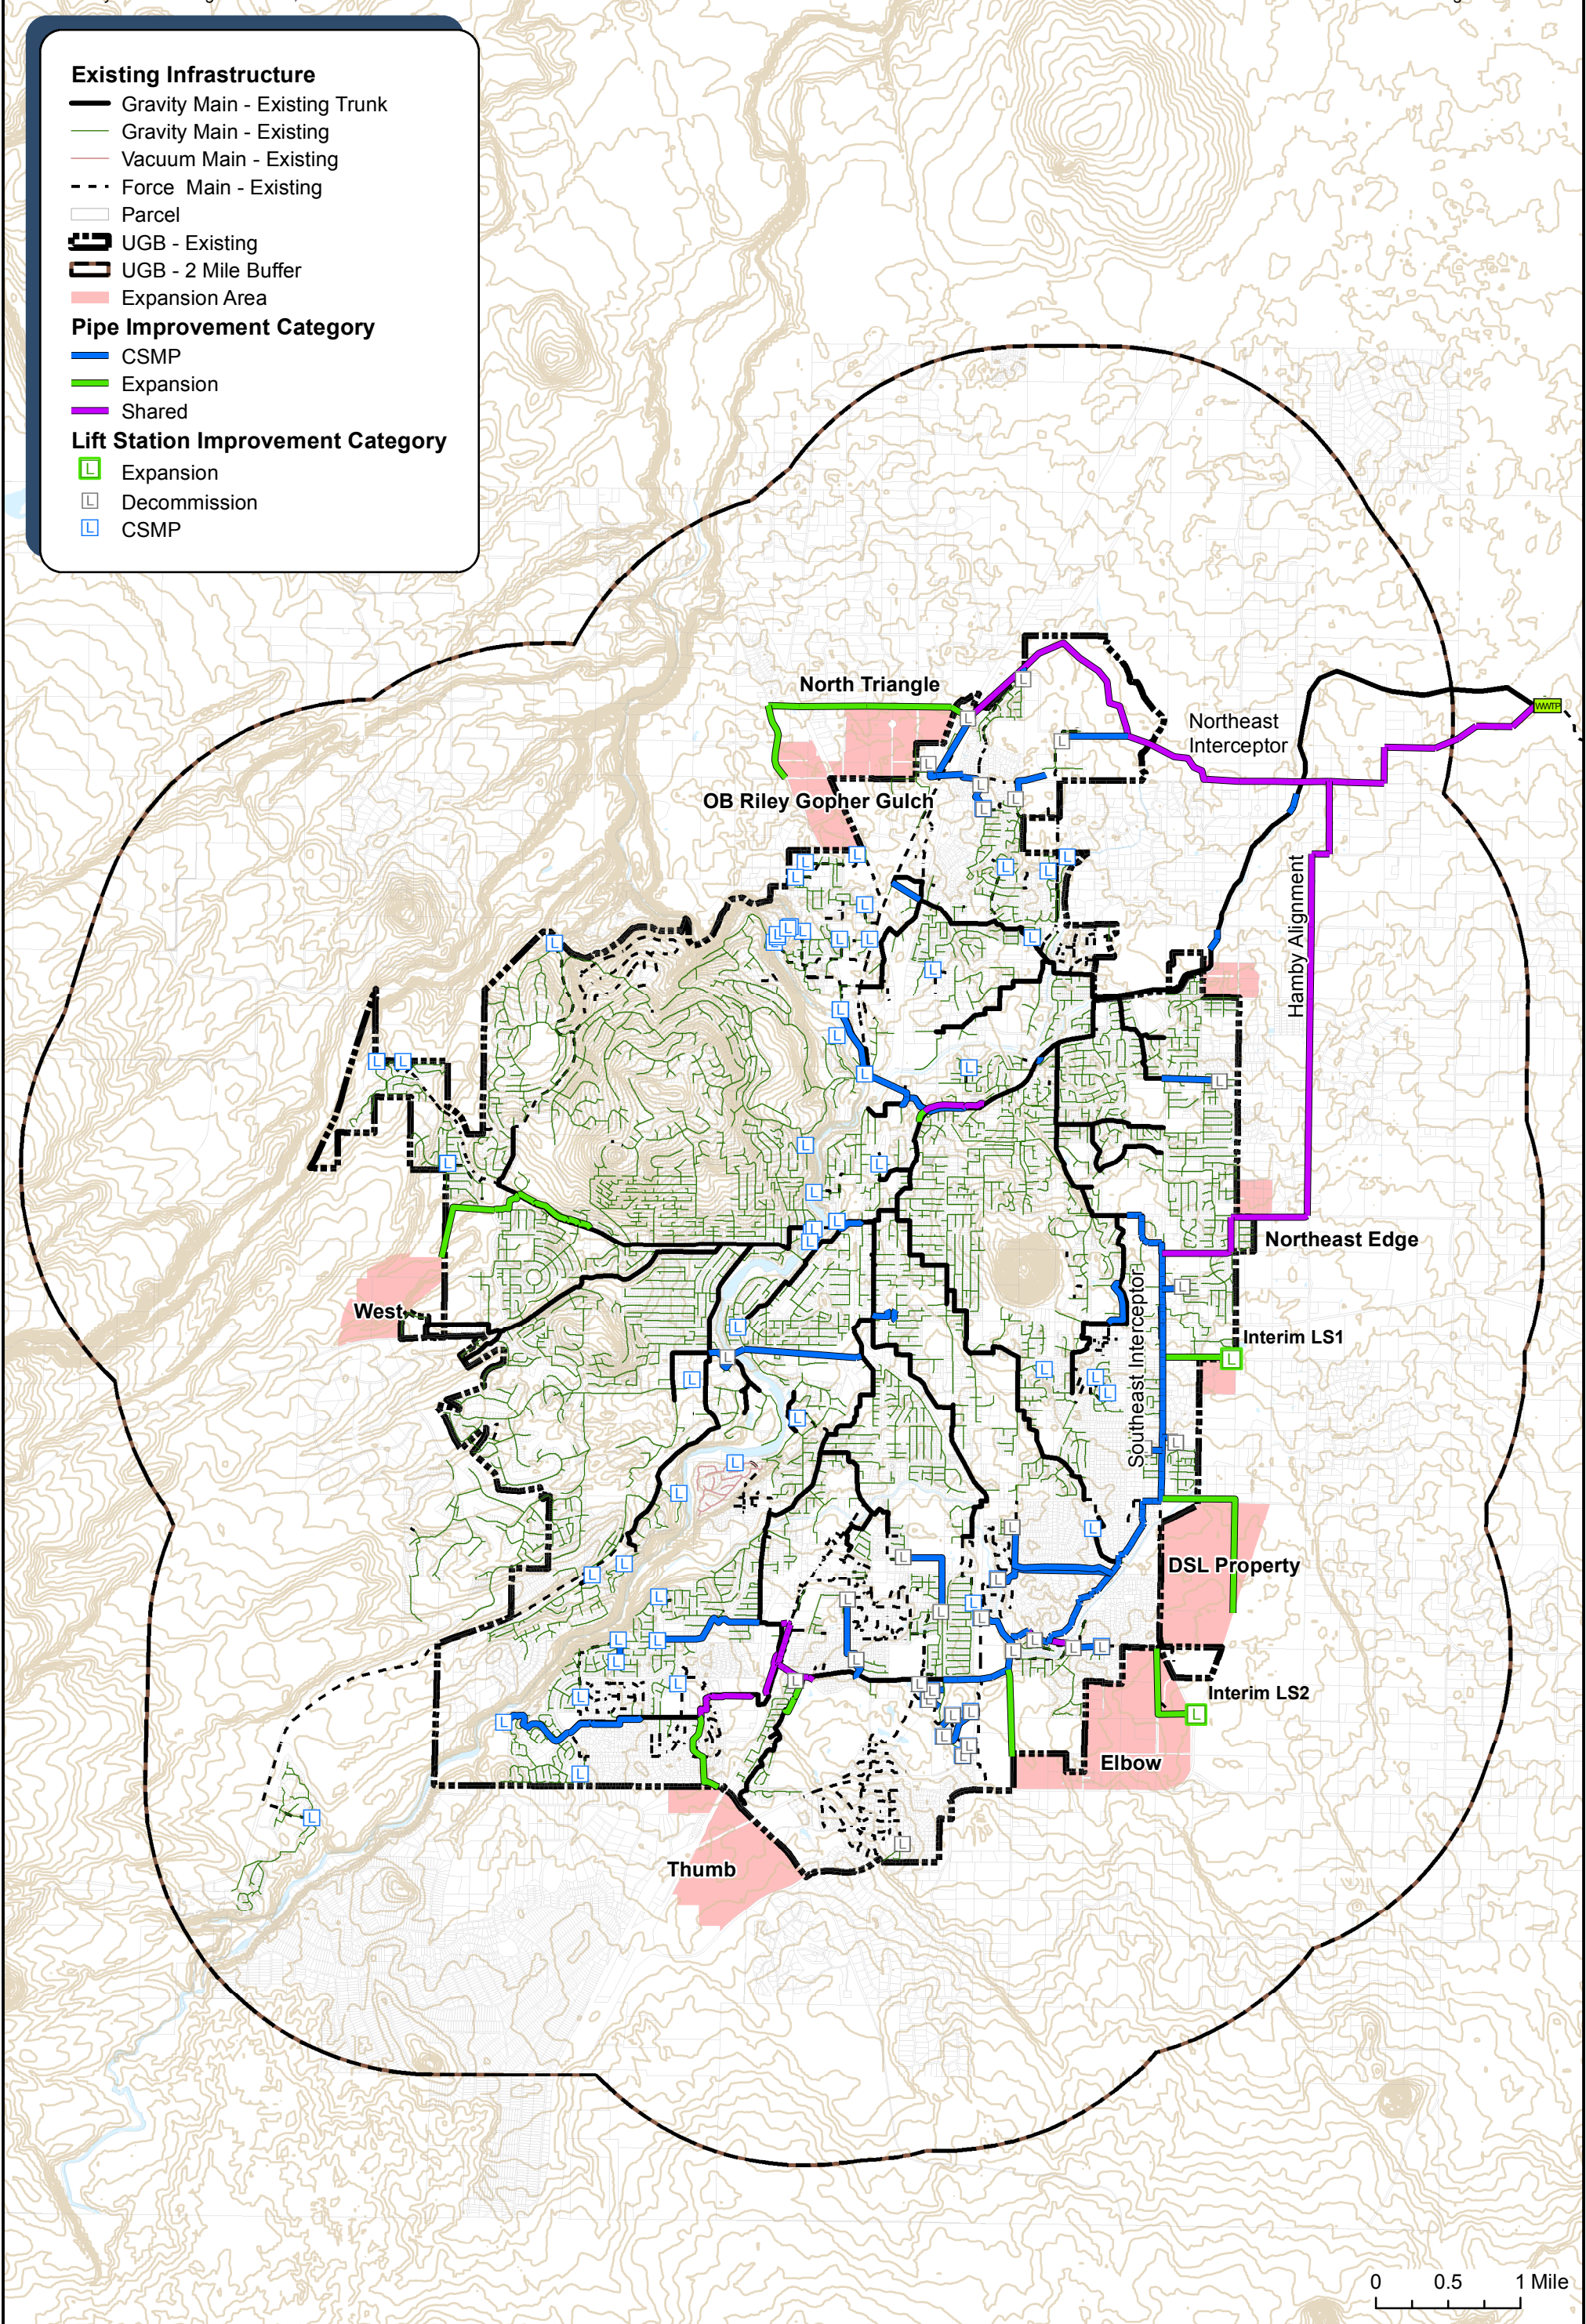 Existing Infrastructure
Gravity Main - Existing Trunk
Gravity Main - Existing
Vacuum Main - Existing
Force Main - Existing
Parcel
UGB - Existing
UGB - 2 Mile Buffer
Expansion Area
Pipe Improvement Category
CSMP
Expansion
Shared
Lift Station Improvement Category
L Expansion
L Decommission
L CSMP
North Triangle
Northeast
Interceptor
WWTP
OB Riley Gopher Gulch
Hamby Alignment
Northeast Edge
West
Southeast Interceptor
Interim LS1
DSL Property
Interim LS2
Elbow
Thumb
0 0.5 1 Mile